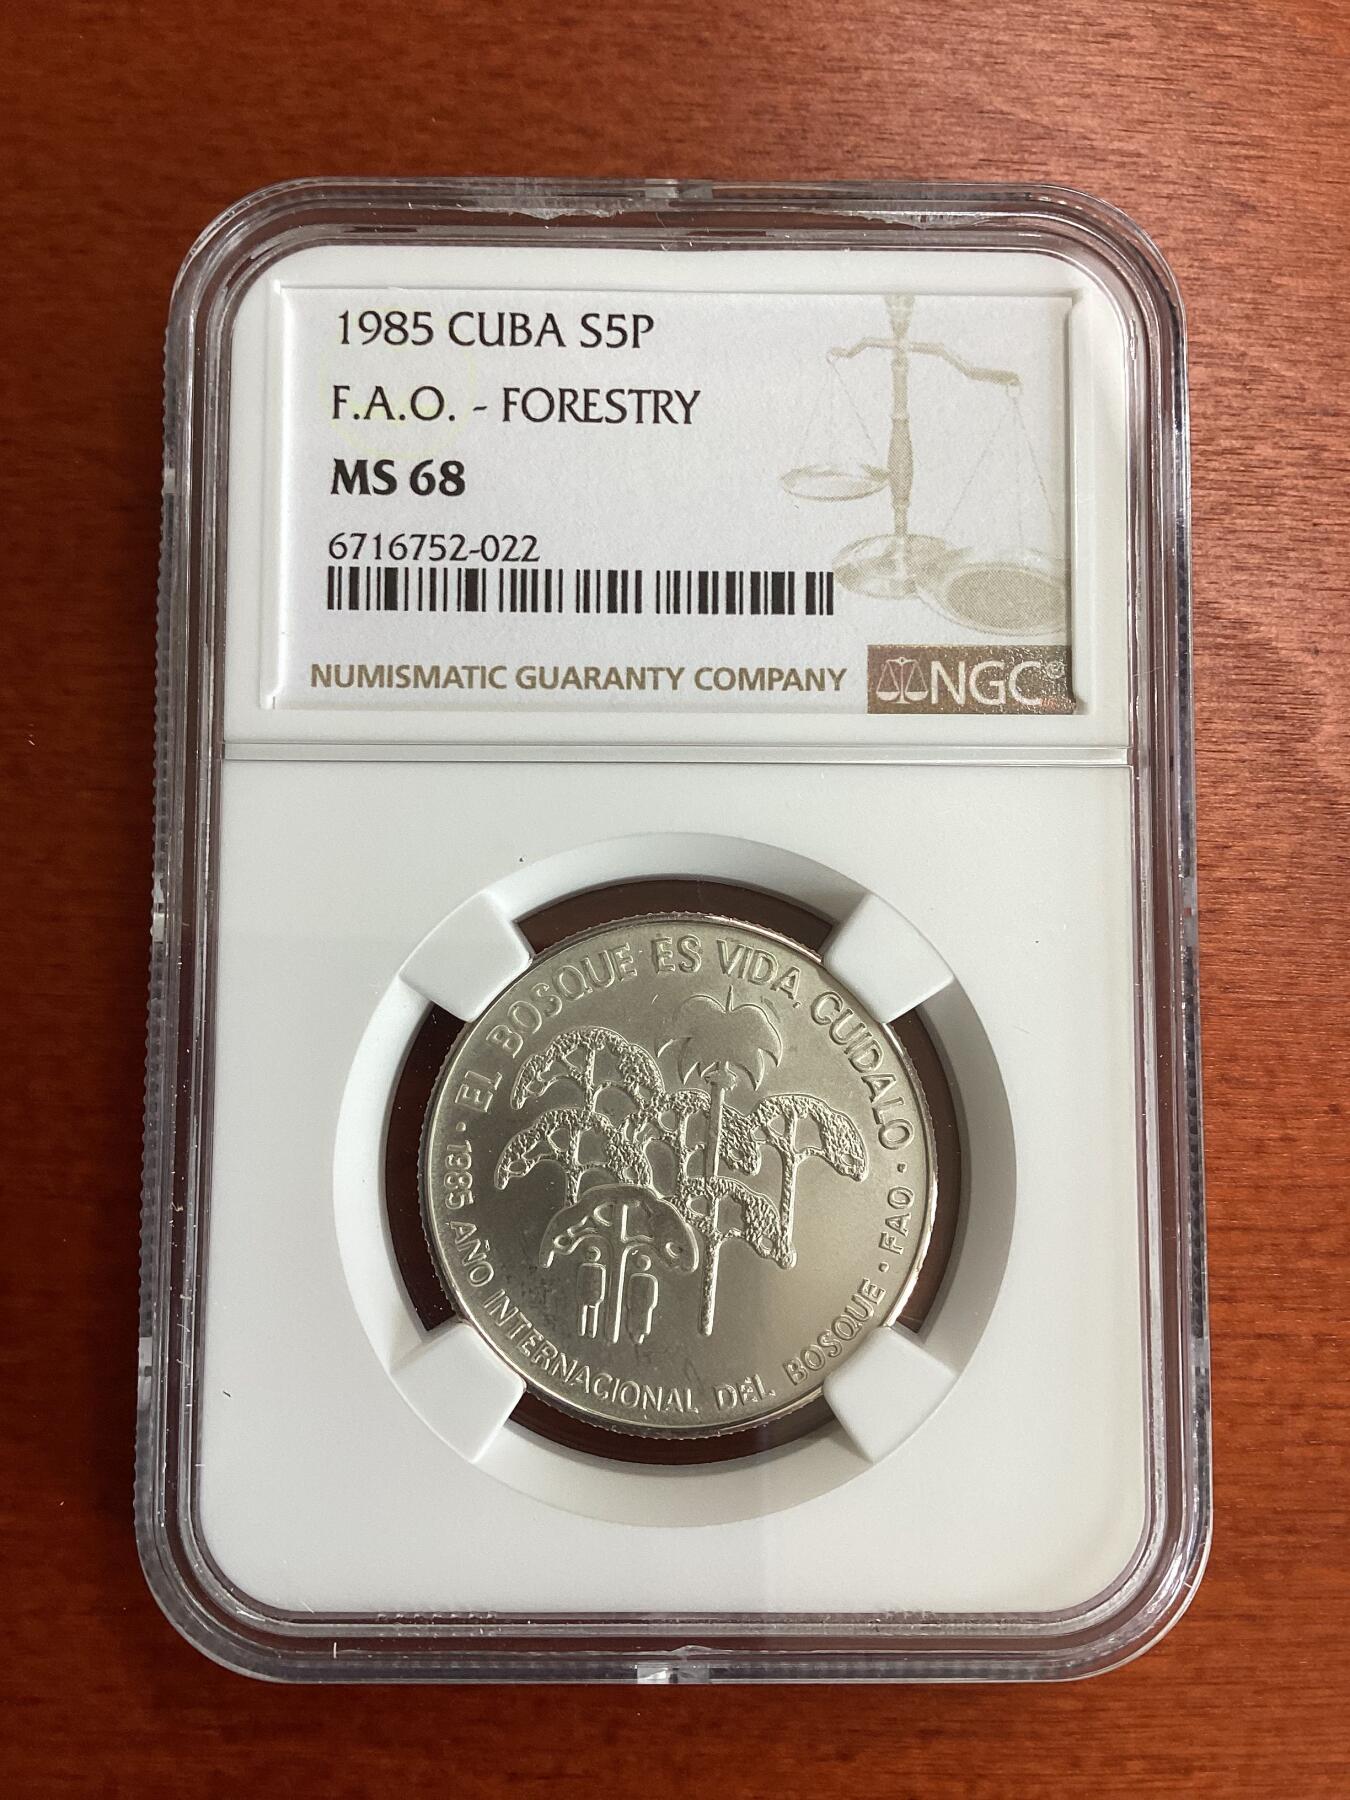 1985 CUBA S5P
F.A.O. - FORESTRY
MS 68
6716752-022
NUMISMATIC GUARANTY COMPANY
NGC
EL BOSQUE ES VIDA, CUIDALO · FAO ·
1985 AÑO INTERNACIONAL DEL BOSQUE ·